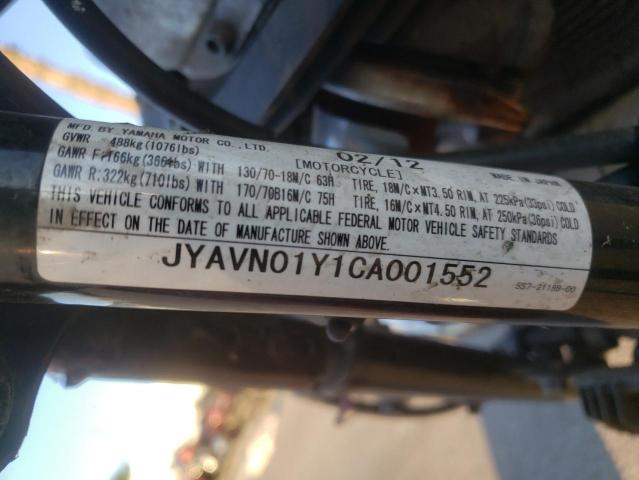 MFD. BY YAMAHA MOTOR CO., LTD. 02/12 MADE IN JAPAN
GVWR 488kg(1076lbs) [MOTORCYCLE]
GAWR F:166kg(366lbs) WITH 130/70-18M/C 63H TIRE, 18M/C×MT3.50 RIM, AT 225kPa(33psi) COLD
GAWR R:322kg(710lbs) WITH 170/70B16M/C 75H TIRE, 16M/C×MT4.50 RIM, AT 250kPa(36psi) COLD
THIS VEHICLE CONFORMS TO ALL APPLICABLE FEDERAL MOTOR VEHICLE SAFETY STANDARDS
IN EFFECT ON THE DATE OF MANUFACTURE SHOWN ABOVE.
JYAVN01Y1CA001552
5S7-2118B-00